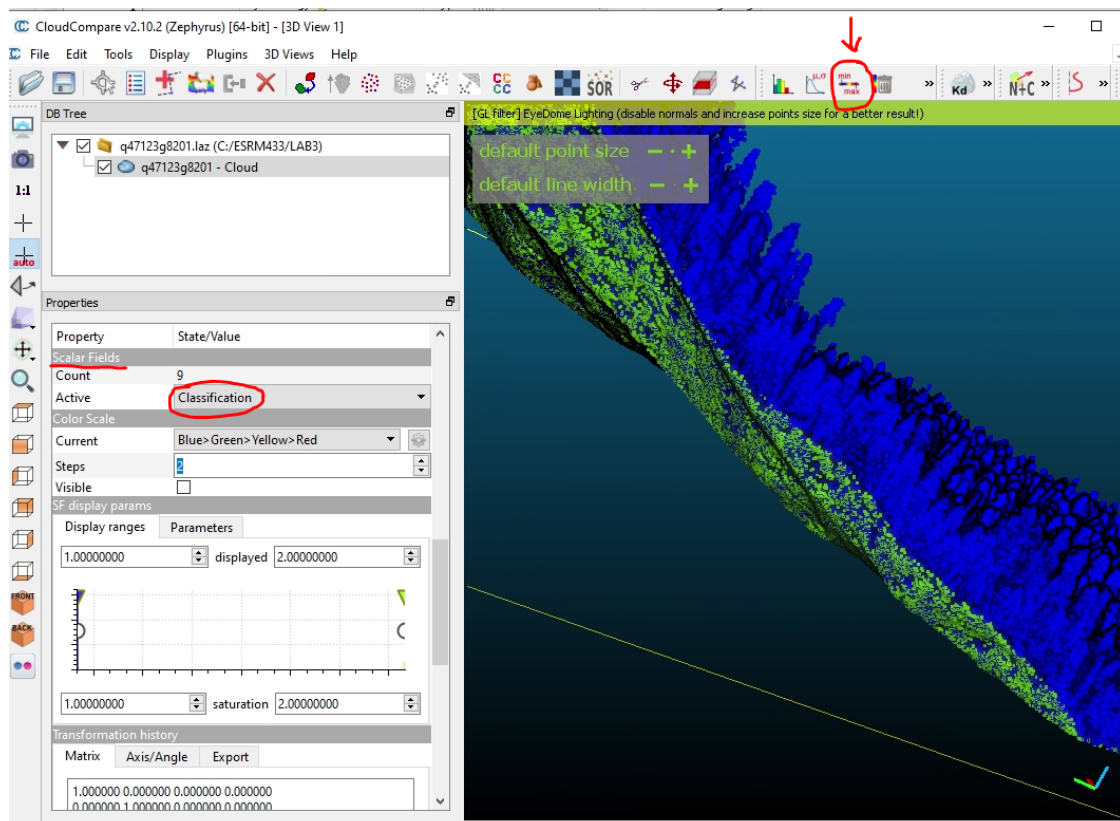 CloudCompare v2.10.2 (Zephyrus) [64-bit] - [3D View 1]
File Edit Tools Display Plugins 3D Views Help
SOR
min
max
Kd
N+C
S
DB Tree
q47123g8201.laz (C:/ESRM433/LAB3)
q47123g8201 - Cloud
[GL filter] EyeDome Lighting (disable normals and increase points size for a better result!)
default point size
default line width
1:1
auto
Properties
Property State/Value
Scalar Fields
Count 9
Active Classification
Color Scale
Current Blue>Green>Yellow>Red
Steps 2
Visible
SF display params
Display ranges Parameters
1.00000000 displayed 2.00000000
1.00000000 saturation 2.00000000
FRONT
BACK
Transformation history
Matrix Axis/Angle Export
1.000000 0.000000 0.000000 0.000000
0.000000 1.000000 0.000000 0.000000